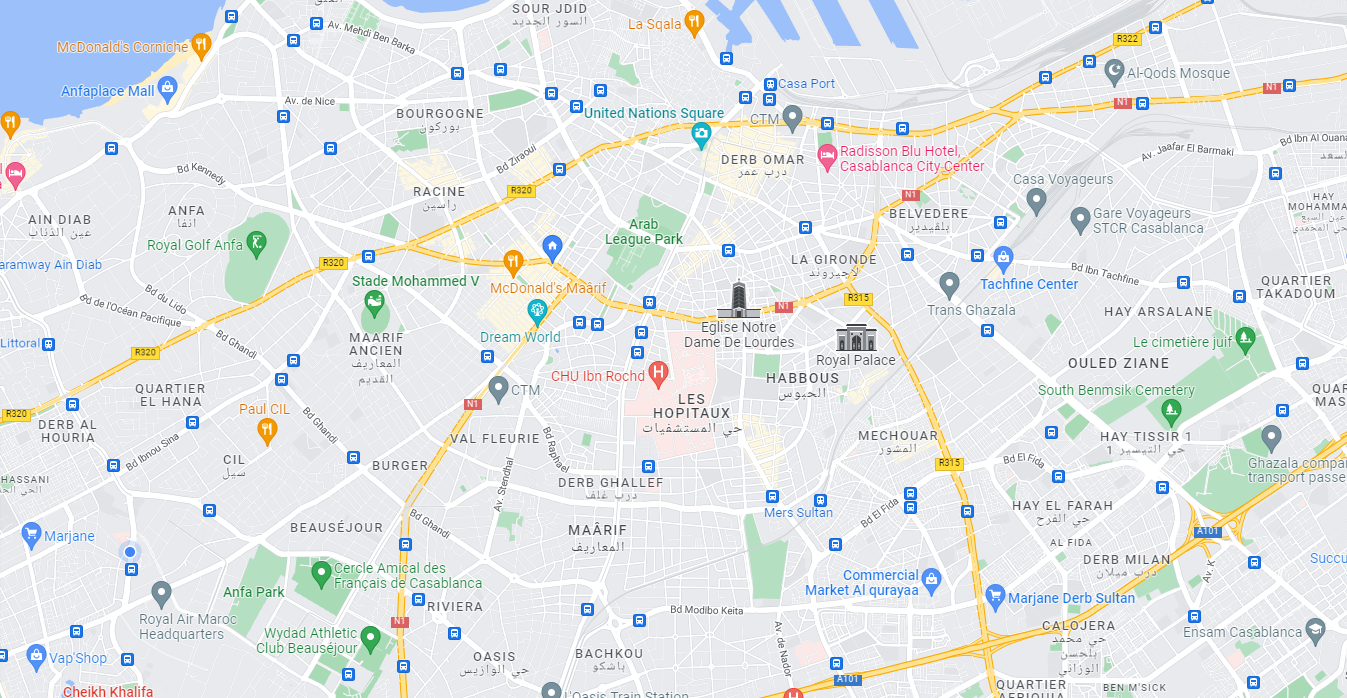 SOUR JDID
السور الجديد
La Sqala
Av. Mehdi Ben Barka
McDonald's Corniche
R322
Al-Qods Mosque
Anfaplace Mall
Casa Port
N1
N1
Av. de Nice
BOURGOGNE
بوركون
United Nations Square
CTM
Bd Ibn Al Ouana
Av. Jaafar El Barmaki
Bd Ziraoui
DERB OMAR
درب عمر
Radisson Blu Hotel,
Casablanca City Center
Bd Kennedy
Casa Voyageurs
RACINE
راسين
R320
N1
HAY
MOHAMMA
AIN DIAB
عين الذئاب
ANFA
أنفا
Arab
League Park
BELVEDERE
بلفيدير
Gare Voyageurs
STCR Casablanca
Royal Golf Anfa
aramway Ain Diab
R320
LA GIRONDE
لاجيروند
Bd Ibn Tachfine
Tachfine Center
QUARTIER
TAKADOUM
Stade Mohammed V
McDonald's Maârif
Bd du Lido
Bd de l'Océan Pacifique
N1
R315
Trans Ghazala
HAY ARSALANE
Dream World
Eglise Notre
Dame De Lourdes
Royal Palace
Littoral
Bd Ghandi
R320
MAARIF
ANCIEN
المعاريف
القديم
Le cimetière juif
OULED ZIANE
CHU Ibn Rochd
HABBOUS
الحبوس
South Benmsik Cemetery
QUARTIER
EL HANA
CTM
QUAR
MAS
LES
HOPITAUX
حي المستشفيات
R320
Paul CIL
N1
Bd Ghandi
DERB AL
HOURIA
Bd Ibnou Sina
VAL FLEURIE
Bd Raphael
MECHOUAR
المشور
HAY TISSIR 1
حي التيسير 1
CIL
سيل
BURGER
Av. Stendhal
R315
Bd El Fida
Ghazala compa
transport passe
HASSANI
DERB GHALLEF
درب غلف
Mers Sultan
Bd El Fida
HAY EL FARAH
حي الفرح
BEAUSÉJOUR
Bd Ghandi
MAÂRIF
المعاريف
A101
AL FIDA
Marjane
DERB MILAN
درب ميلان
Succu
Av. K
Cercle Amical des
Français de Casablanca
Commercial
Market Al qurayaa
Anfa Park
Marjane Derb Sultan
RIVIERA
Bd Modibo Keita
Royal Air Maroc
Headquarters
N1
CALOJERA
حي محمد
بلحسن
الوزاني
Ensam Casablanca
Wydad Athletic
Club Beauséjour
Av. de Nador
Vap'Shop
OASIS
حي الوازيس
BACHKOU
باشكو
A101
QUARTIER
AFRIQUIA
BEN M'SICK
Cheikh Khalifa
L'Oasis Train Station